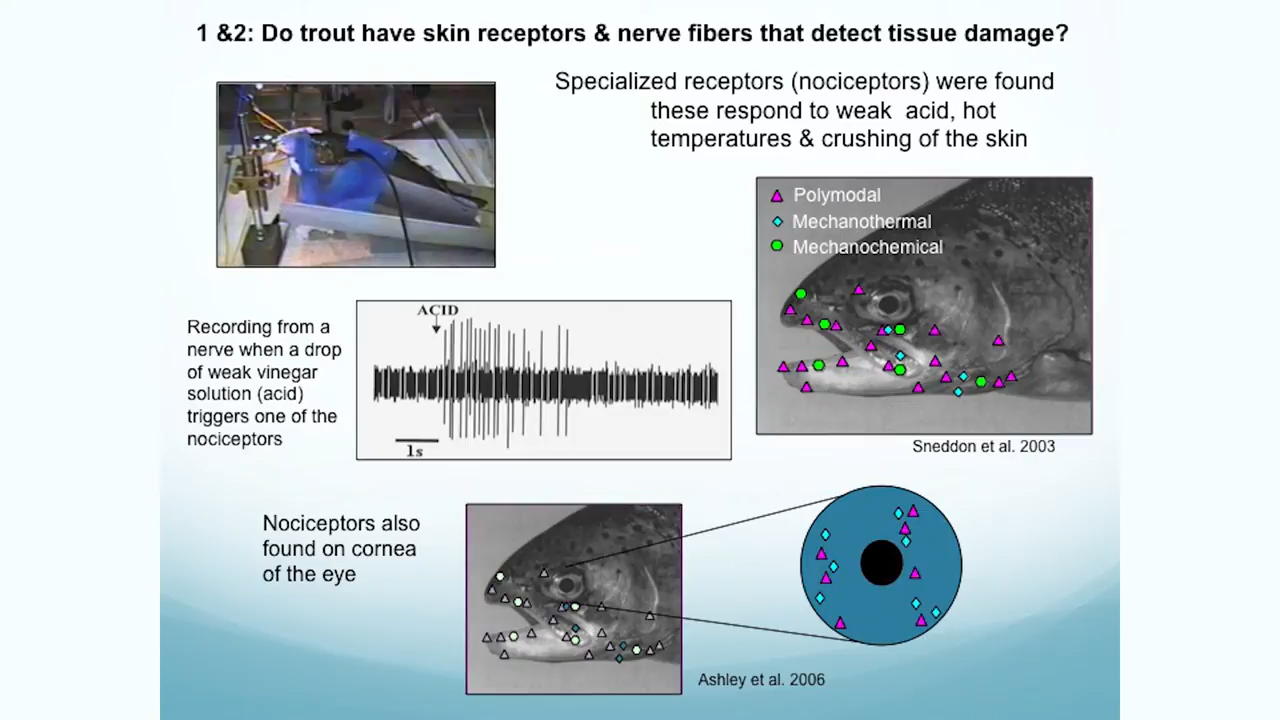 1 &2: Do trout have skin receptors & nerve fibers that detect tissue damage?
Specialized receptors (nociceptors) were found
these respond to weak acid, hot
temperatures & crushing of the skin
Polymodal
Mechanothermal
Mechanochemical
Sneddon et al. 2003
Recording from a
nerve when a drop
of weak vinegar
solution (acid)
triggers one of the
nociceptors
ACID
1s
Nociceptors also
found on cornea
of the eye
Ashley et al. 2006